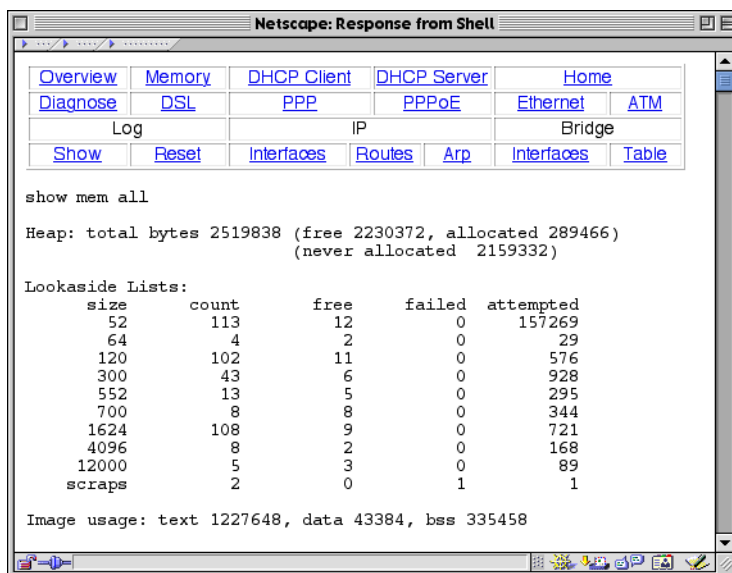 Netscape: Response from Shell
Overview Memory DHCP Client DHCP Server Home
Diagnose DSL PPP PPPoE Ethernet ATM
Log IP Bridge
Show Reset Interfaces Routes Arp Interfaces Table
show mem all
Heap: total bytes 2519838 (free 2230372, allocated 289466)
(never allocated 2159332)
Lookaside Lists:
size count free failed attempted
52 113 12 0 157269
64 4 2 0 29
120 102 11 0 576
300 43 6 0 928
552 13 5 0 295
700 8 8 0 344
1624 108 9 0 721
4096 8 2 0 168
12000 5 3 0 89
scraps 2 0 1 1
Image usage: text 1227648, data 43384, bss 335458